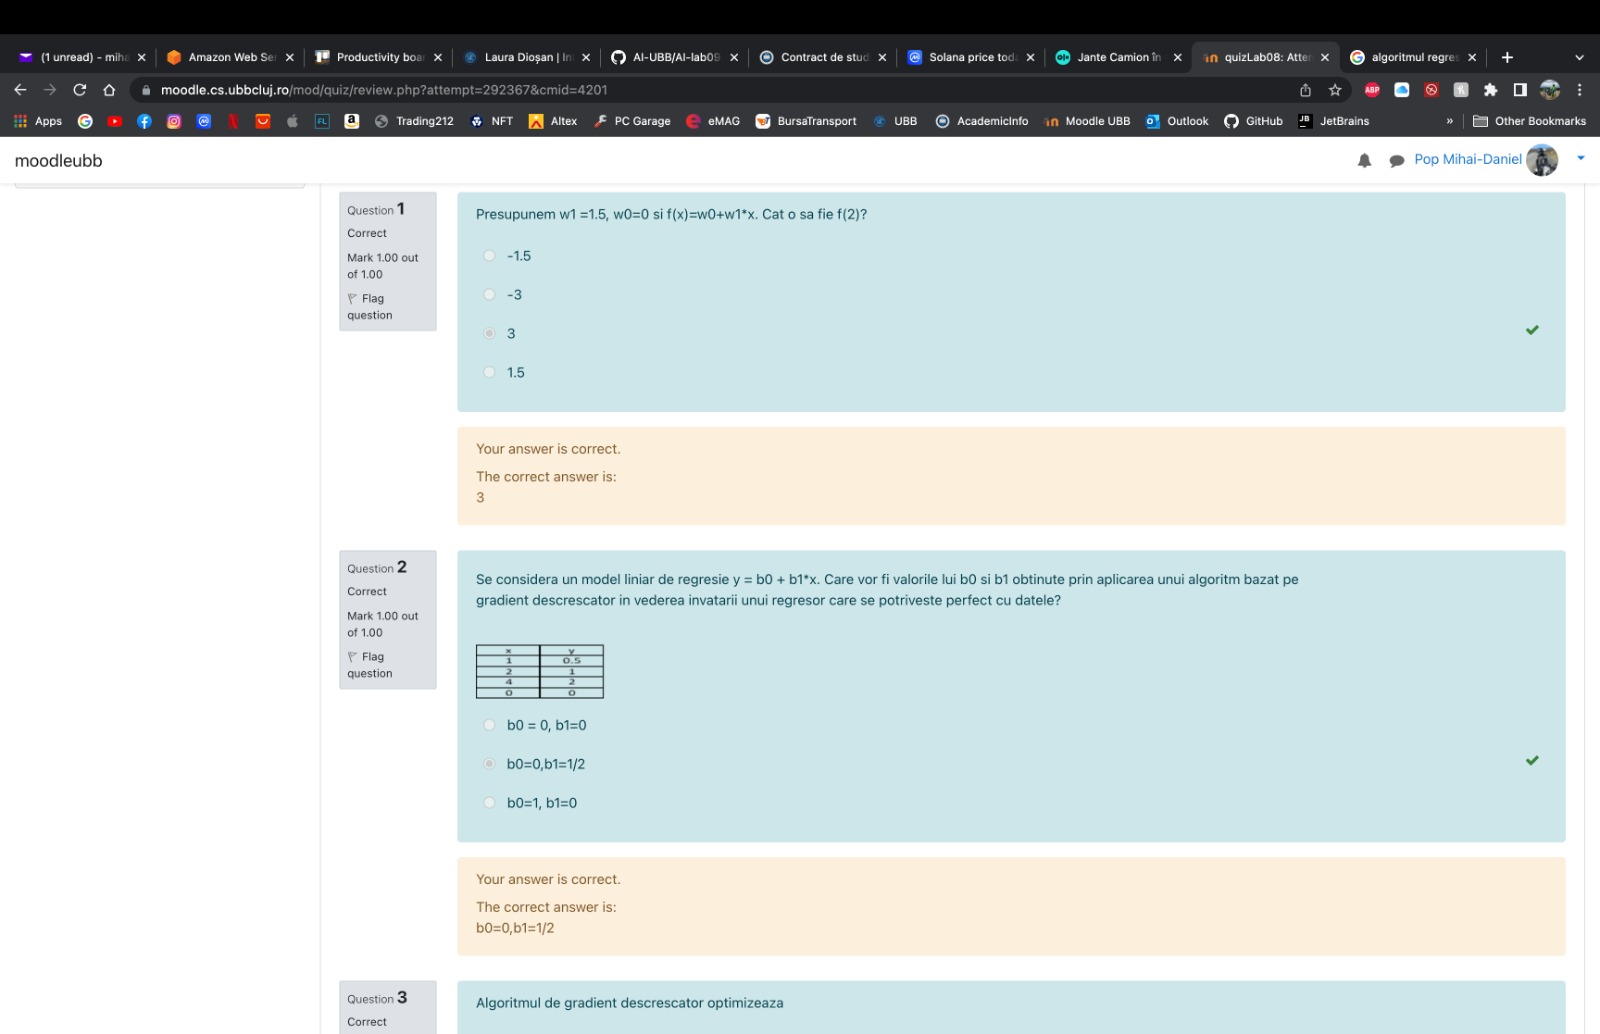 (1 unread) - miha
Amazon Web Ser
Productivity boar
Laura Dioșan | In
AI-UBB/AI-lab09
Contract de stud
Solana price toda
Jante Camion în
quizLab08: Atten
algoritmul regres
moodle.cs.ubbcluj.ro/mod/quiz/review.php?attempt=292367&cmid=4201
ABP
Apps
FL
Trading212
NFT
Altex
PC Garage
eMAG
BursaTransport
UBB
AcademicInfo
Moodle UBB
Outlook
GitHub
JetBrains
»
Other Bookmarks
moodleubb
Pop Mihai-Daniel
Question 1
Correct
Mark 1.00 out
of 1.00
Flag
question
Presupunem w1 =1.5, w0=0 si f(x)=w0+w1*x. Cat o sa fie f(2)?
-1.5
-3
3
1.5
Your answer is correct.
The correct answer is:
3
Question 2
Correct
Mark 1.00 out
of 1.00
Flag
question
Se considera un model liniar de regresie y = b0 + b1*x. Care vor fi valorile lui b0 si b1 obtinute prin aplicarea unui algoritm bazat pe
gradient descrescator in vederea invatarii unui regresor care se potriveste perfect cu datele?
x y
1 0.5
2 1
4 2
0 0
b0 = 0, b1=0
b0=0,b1=1/2
b0=1, b1=0
Your answer is correct.
The correct answer is:
b0=0,b1=1/2
Question 3
Correct
Algoritmul de gradient descrescator optimizeaza